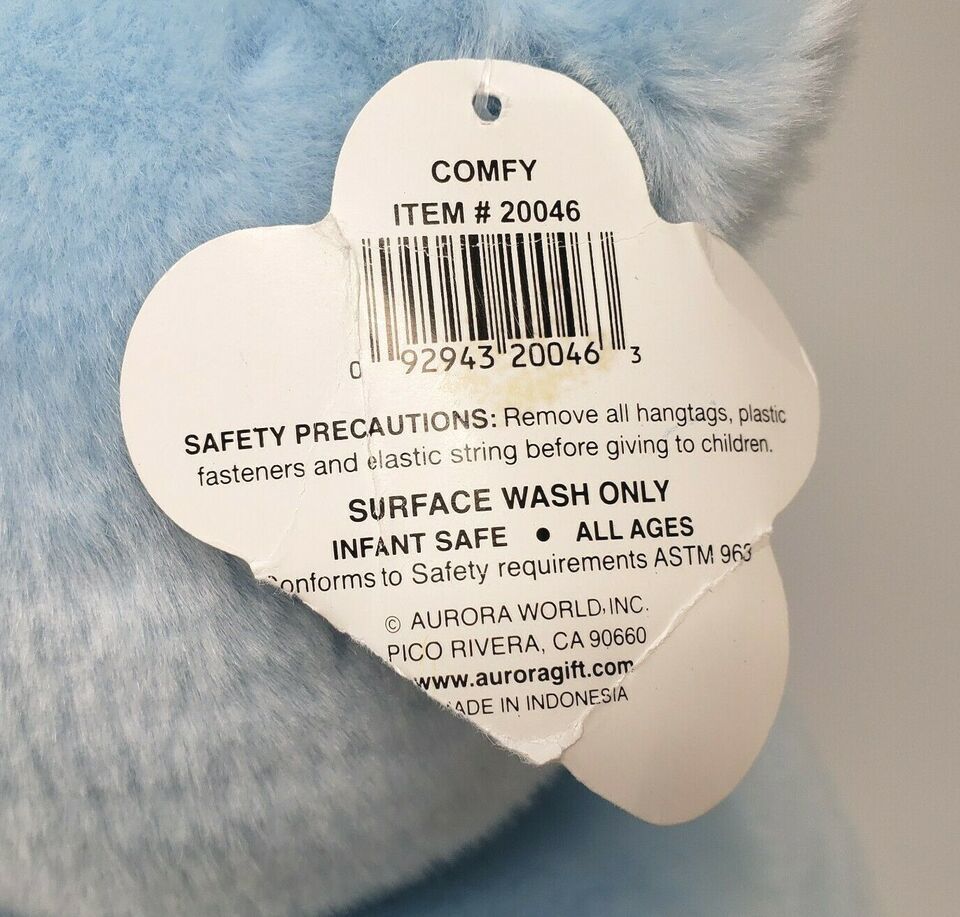 COMFY
ITEM # 20046
0 92943 20046 3
SAFETY PRECAUTIONS: Remove all hangtags, plastic
fasteners and elastic string before giving to children.
SURFACE WASH ONLY
INFANT SAFE • ALL AGES
Conforms to Safety requirements ASTM 963
© AURORA WORLD, INC.
PICO RIVERA, CA 90660
www.auroragift.com
MADE IN INDONESIA